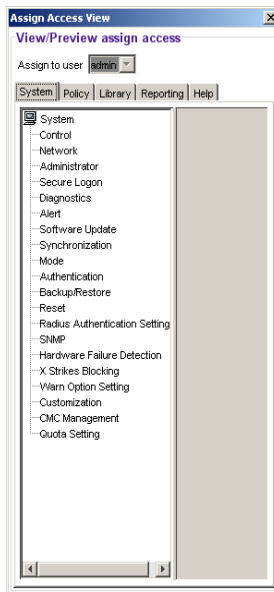 Assign Access View
View/Preview assign access
Assign to user admin
System Policy Library Reporting Help
System
Control
Network
Administrator
Secure Logon
Diagnostics
Alert
Software Update
Synchronization
Mode
Authentication
Backup/Restore
Reset
Radius Authentication Setting
SNMP
Hardware Failure Detection
X Strikes Blocking
Warn Option Setting
Customization
CMC Management
Quota Setting